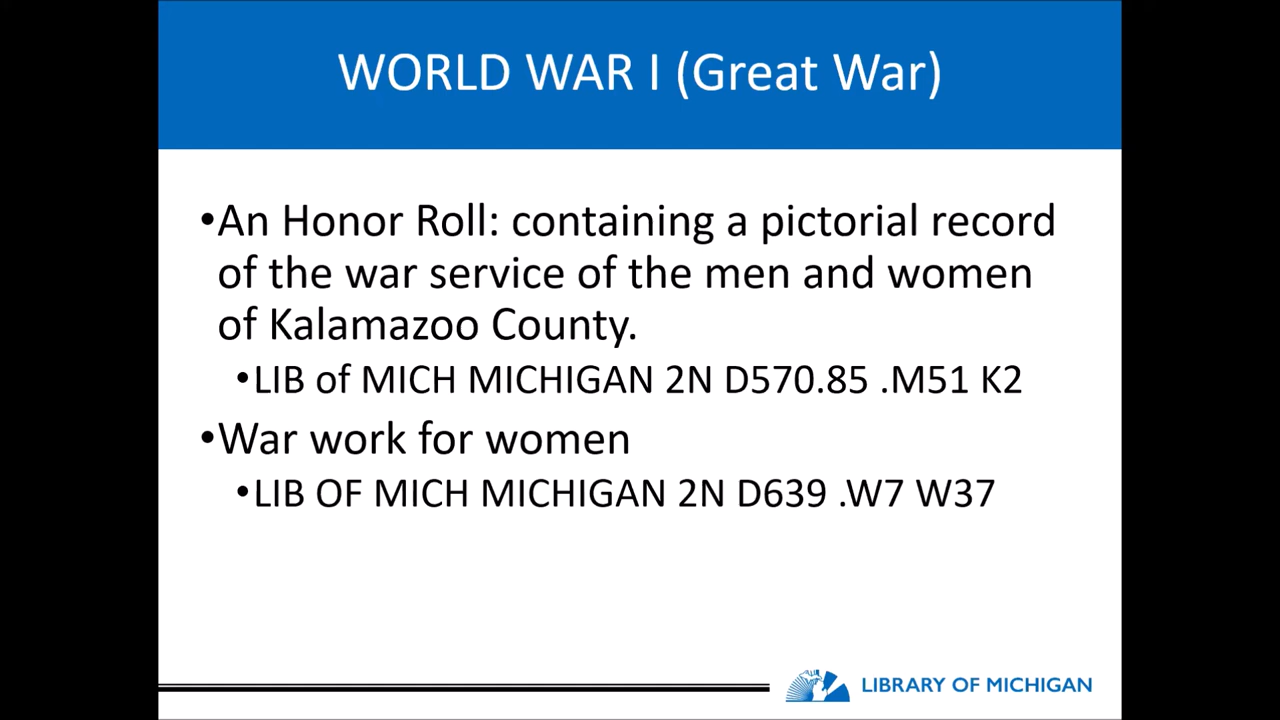 WORLD WAR I (Great War)
•An Honor Roll: containing a pictorial record
of the war service of the men and women
of Kalamazoo County.
•LIB of MICH MICHIGAN 2N D570.85 .M51 K2
•War work for women
•LIB OF MICH MICHIGAN 2N D639 .W7 W37
LIBRARY OF MICHIGAN